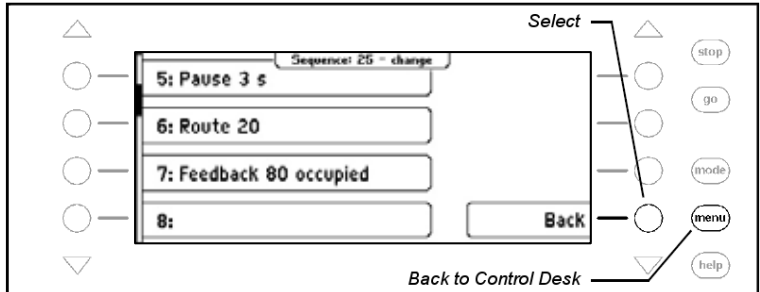 Select
Sequence: 25 - change
stop
5: Pause 3 s
go
6: Route 20
7: Feedback 80 occupied
mode
8:
Back
menu
Back to Control Desk
help